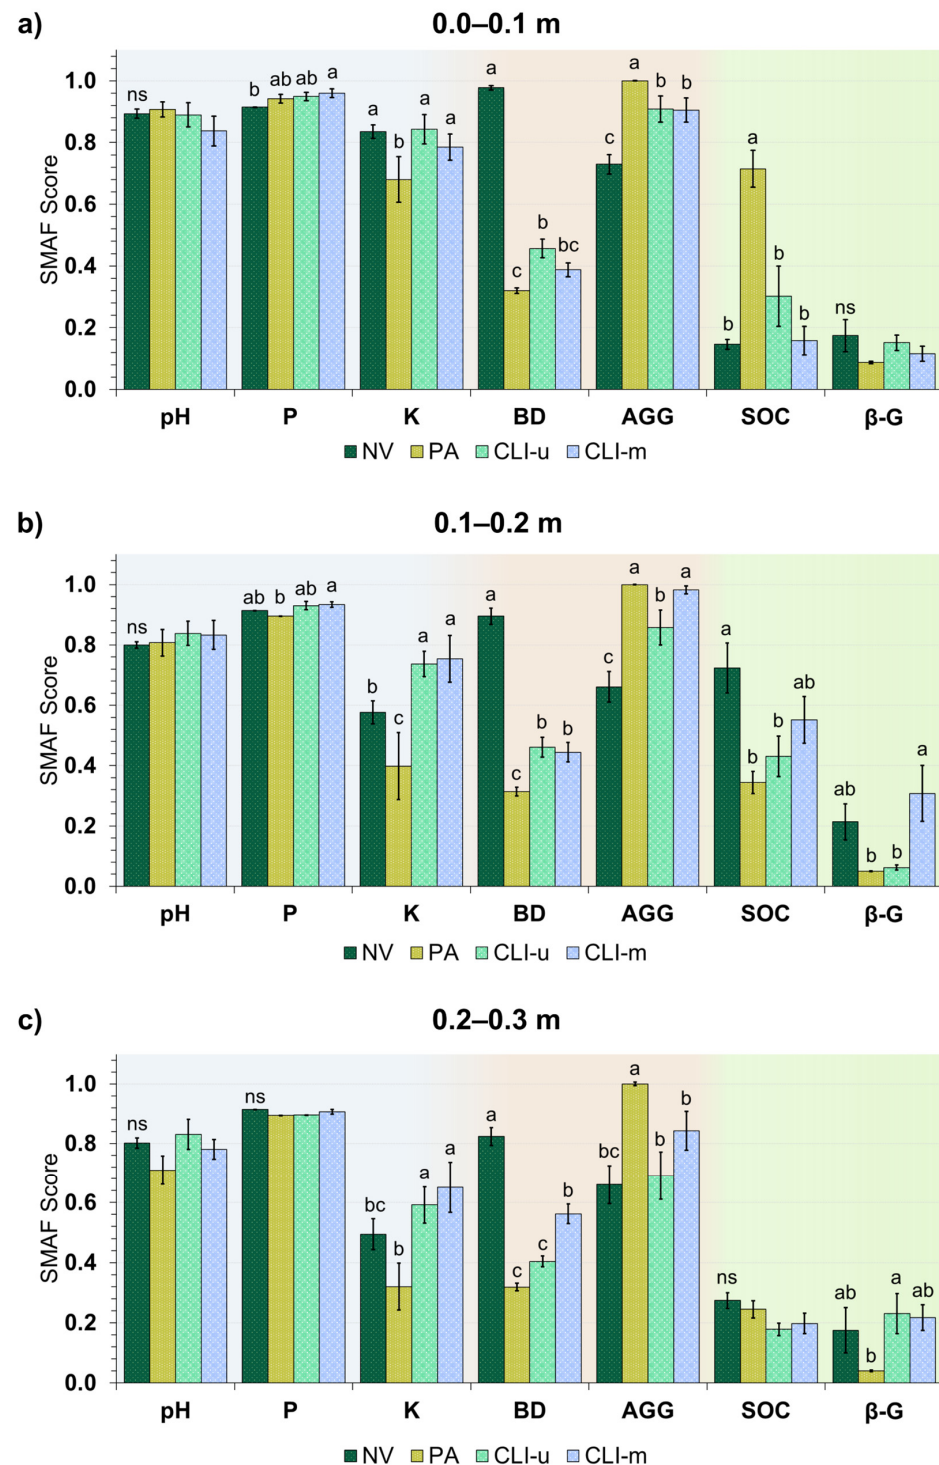 a) 0.0–0.1 m
SMAF Score
1.0
0.8
0.6
0.4
0.2
0.0
ns b ab ab a a b a a a c b bc c a b b b a b b ns
pH P K BD AGG SOC β-G
NV PA CLI-u CLI-m
b) 0.1–0.2 m
SMAF Score
1.0
0.8
0.6
0.4
0.2
0.0
ns ab b ab a b c a a a c b b c a b a a b b ab ab b b a
pH P K BD AGG SOC β-G
NV PA CLI-u CLI-m
c) 0.2–0.3 m
SMAF Score
1.0
0.8
0.6
0.4
0.2
0.0
ns ns bc b a a a c c b bc a b b ns ab b a ab
pH P K BD AGG SOC β-G
NV PA CLI-u CLI-m